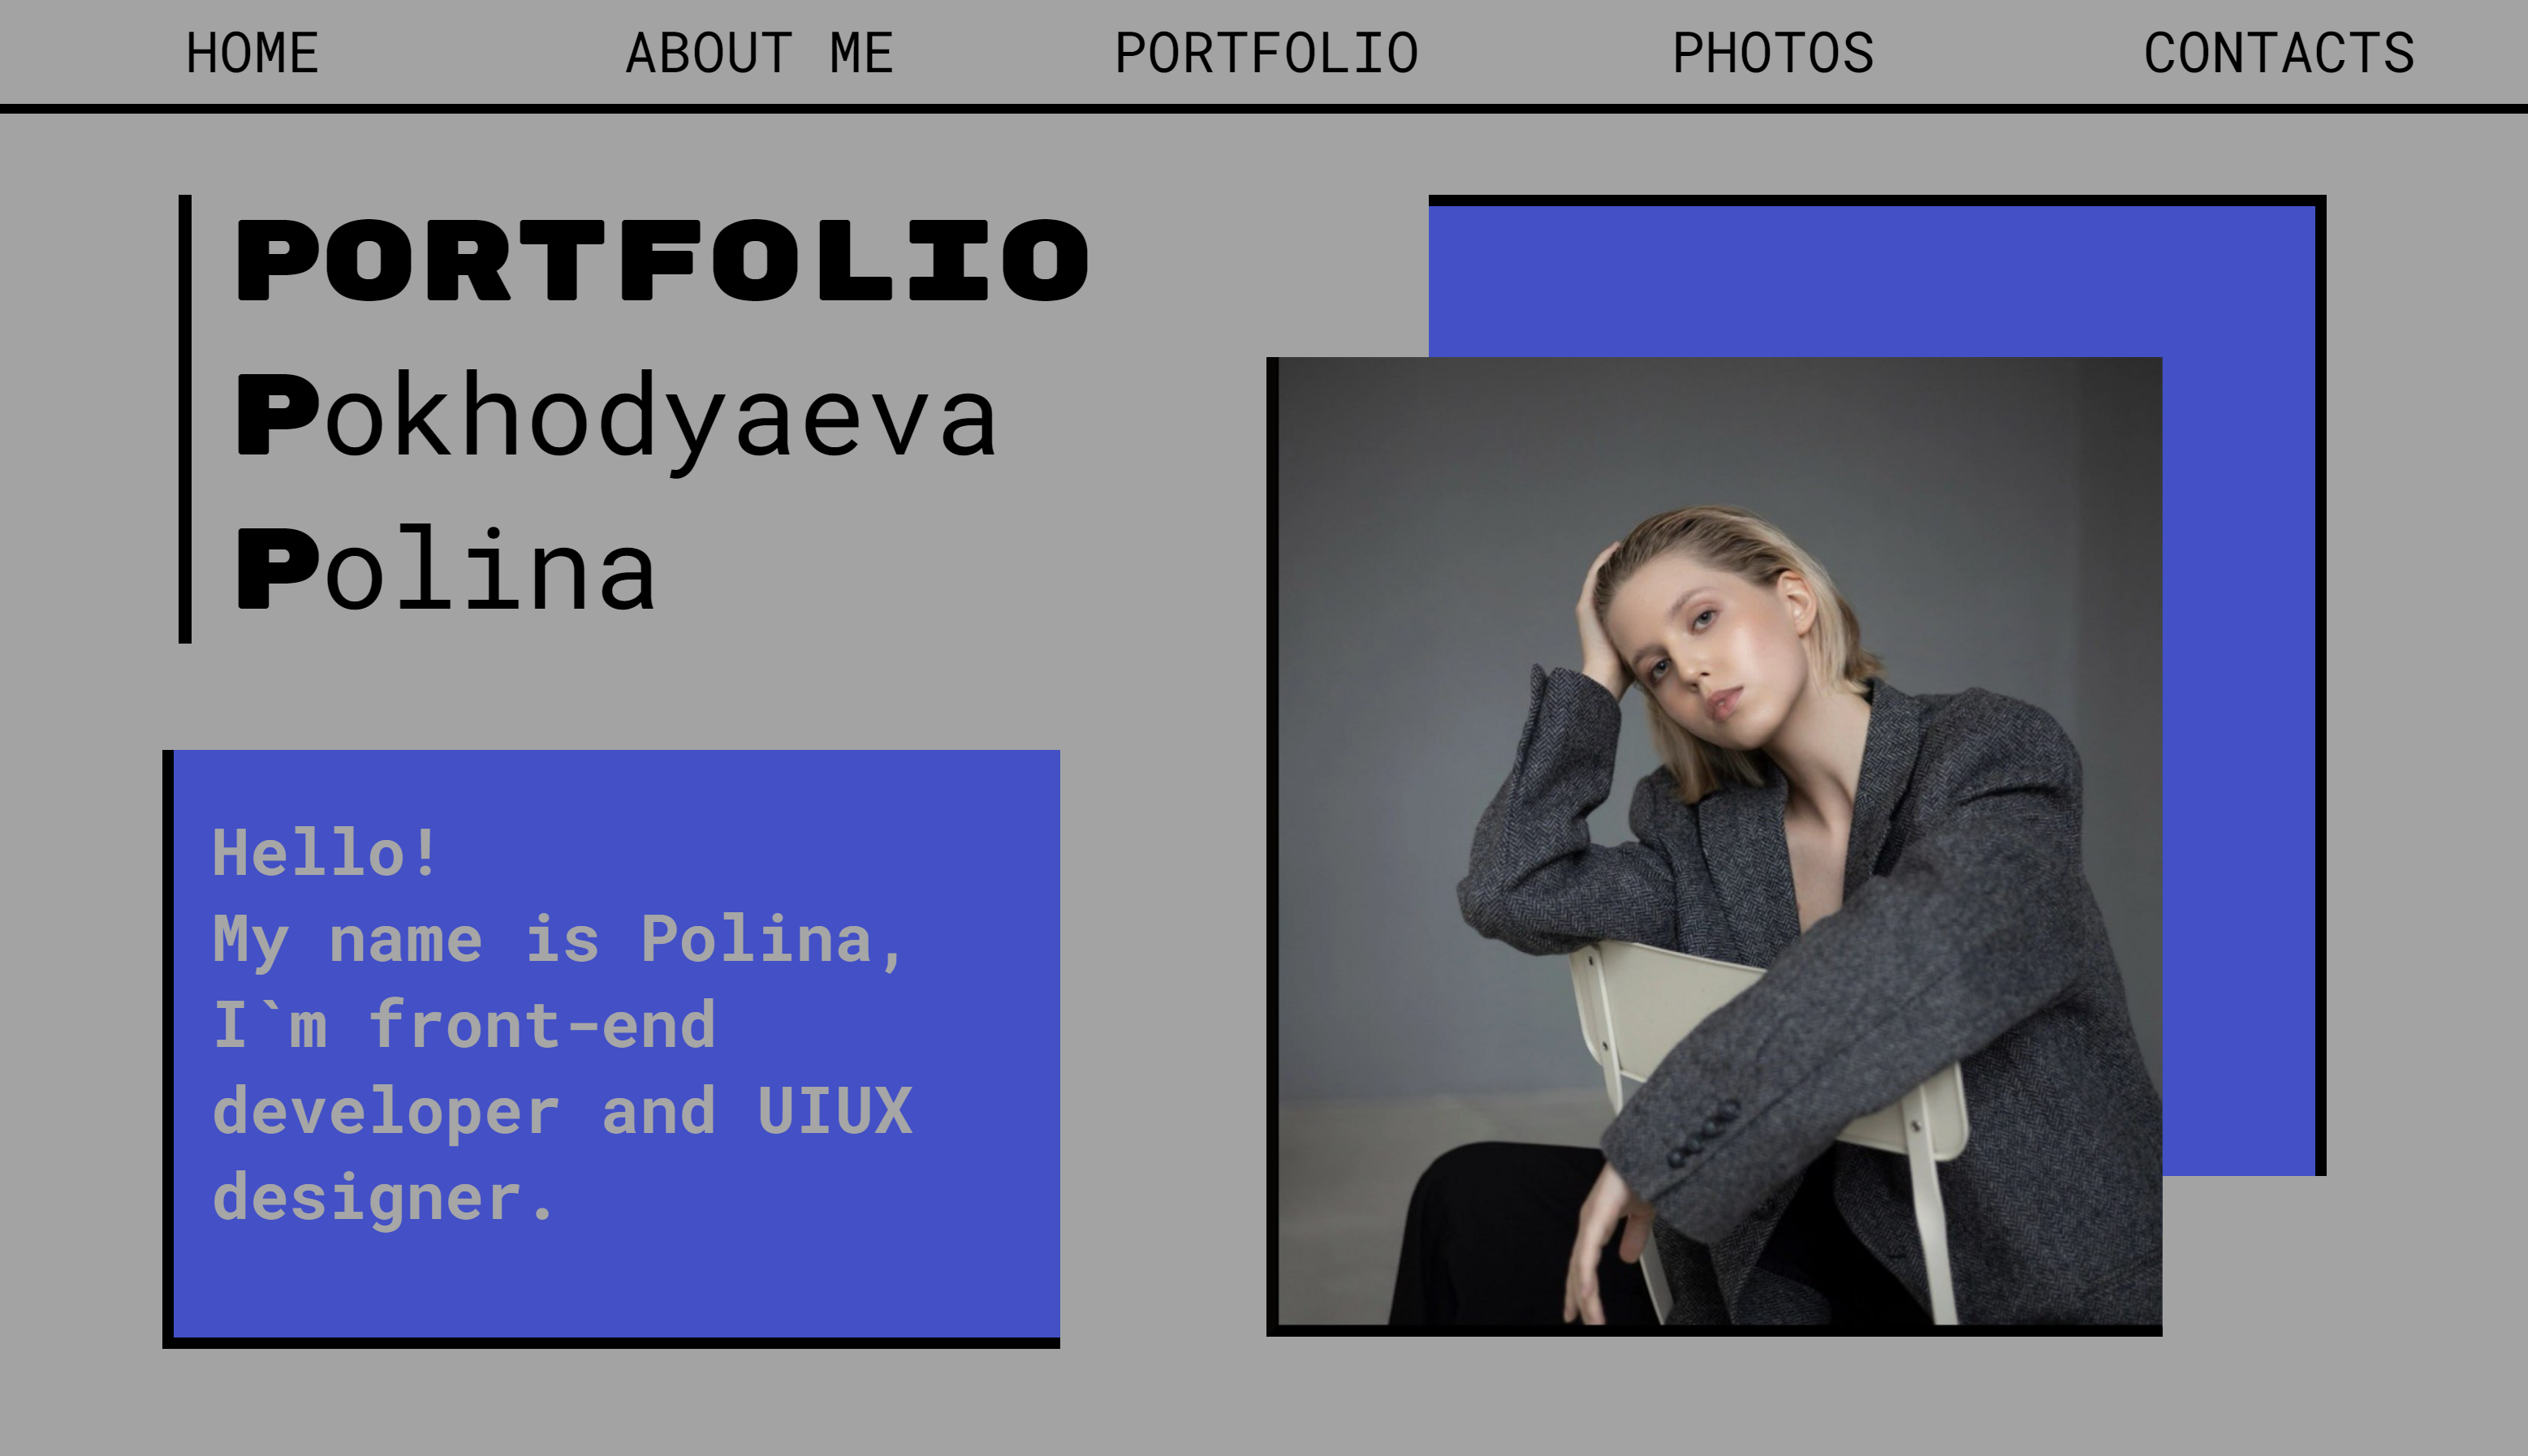 HOME ABOUT ME PORTFOLIO PHOTOS CONTACTS
PORTFOLIO
Pokhodyaeva
Polina
Hello!
My name is Polina,
I`m front-end
developer and UIUX
designer.